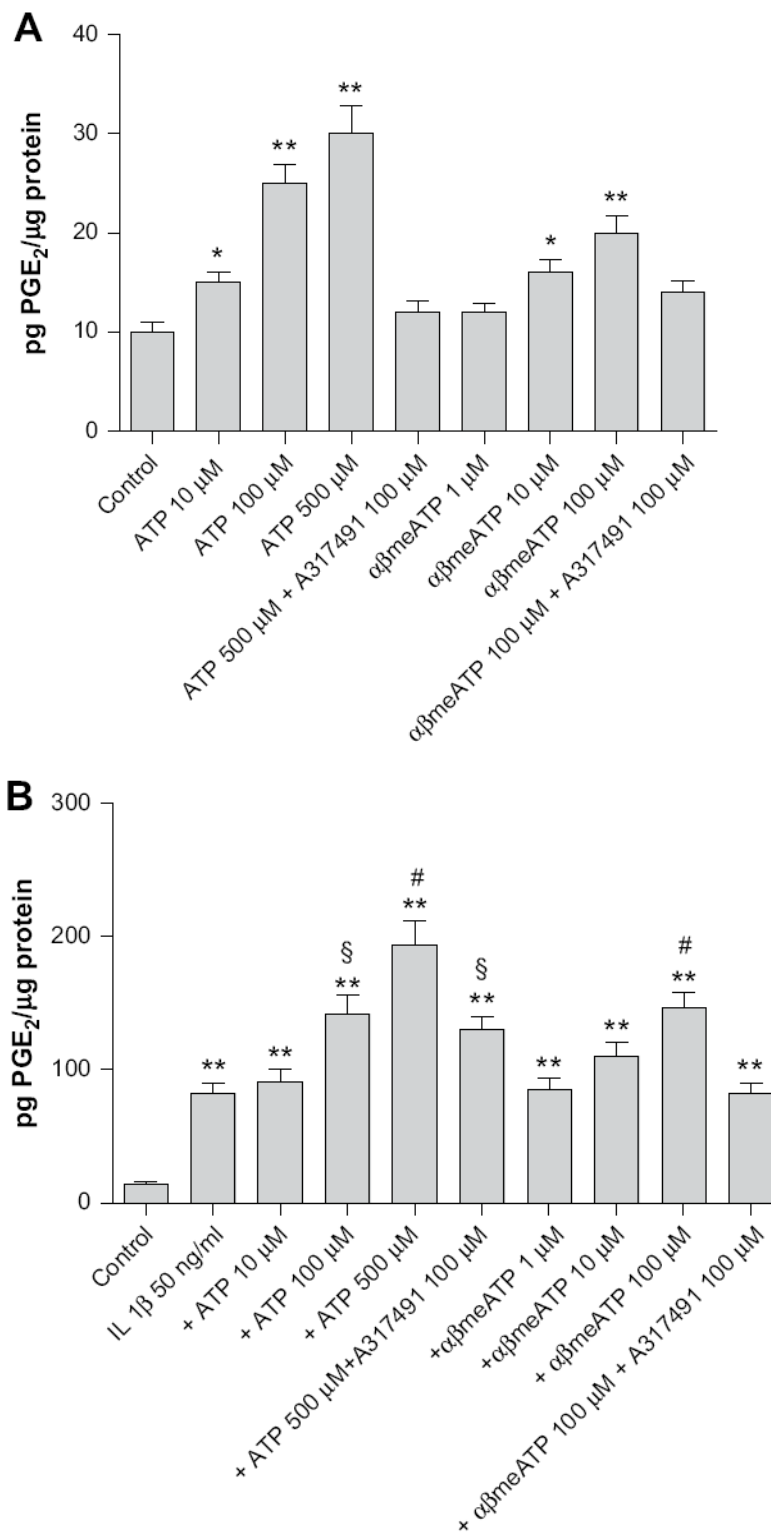 A
pg PGE₂/μg protein
40
30
20
10
0
*
**
**
*
**
Control
ATP 10 μM
ATP 100 μM
ATP 500 μM
ATP 500 μM + A317491 100 μM
αβmeATP 1 μM
αβmeATP 10 μM
αβmeATP 100 μM
αβmeATP 100 μM + A317491 100 μM
B
pg PGE₂/μg protein
300
200
100
0
**
**
§
**
#
**
§
**
**
**
#
**
**
Control
IL 1β 50 ng/ml
+ ATP 10 μM
+ ATP 100 μM
+ ATP 500 μM
+ ATP 500 μM+A317491 100 μM
+αβmeATP 1 μM
+αβmeATP 10 μM
+ αβmeATP 100 μM
+ αβmeATP 100 μM + A317491 100 μM